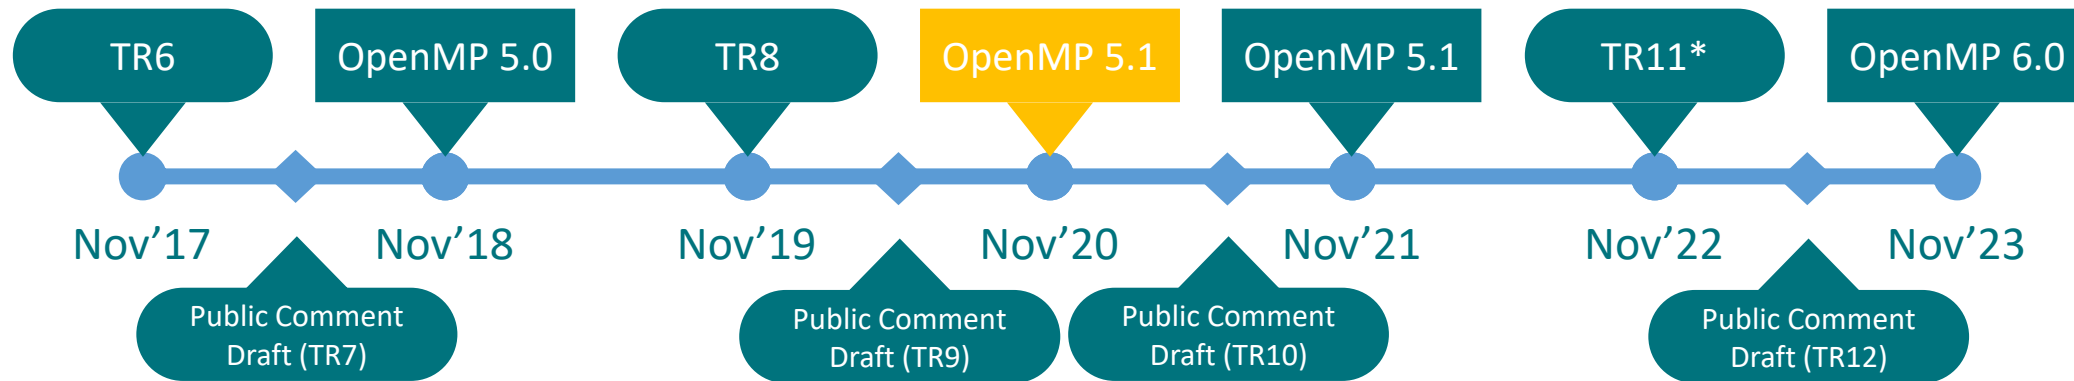 TR6
OpenMP 5.0
TR8
OpenMP 5.1
OpenMP 5.1
TR11*
OpenMP 6.0
Nov’17
Nov’18
Nov’19
Nov’20
Nov’21
Nov’22
Nov’23
Public Comment
Draft (TR7)
Public Comment
Draft (TR9)
Public Comment
Draft (TR10)
Public Comment
Draft (TR12)